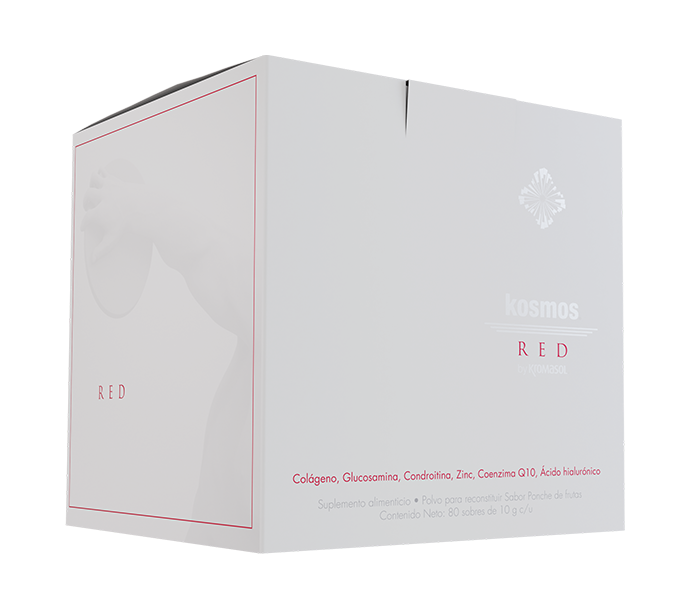 RED
kosmos
RED
Colágeno, Glucosamina, Condroitina, Zinc, Coenzima Q10, Ácido hialurónico
Suplemento alimenticio • Polvo para reconstituir Sabor Ponche de frutas
Contenido Neto: 80 sobres de 10 g c/u